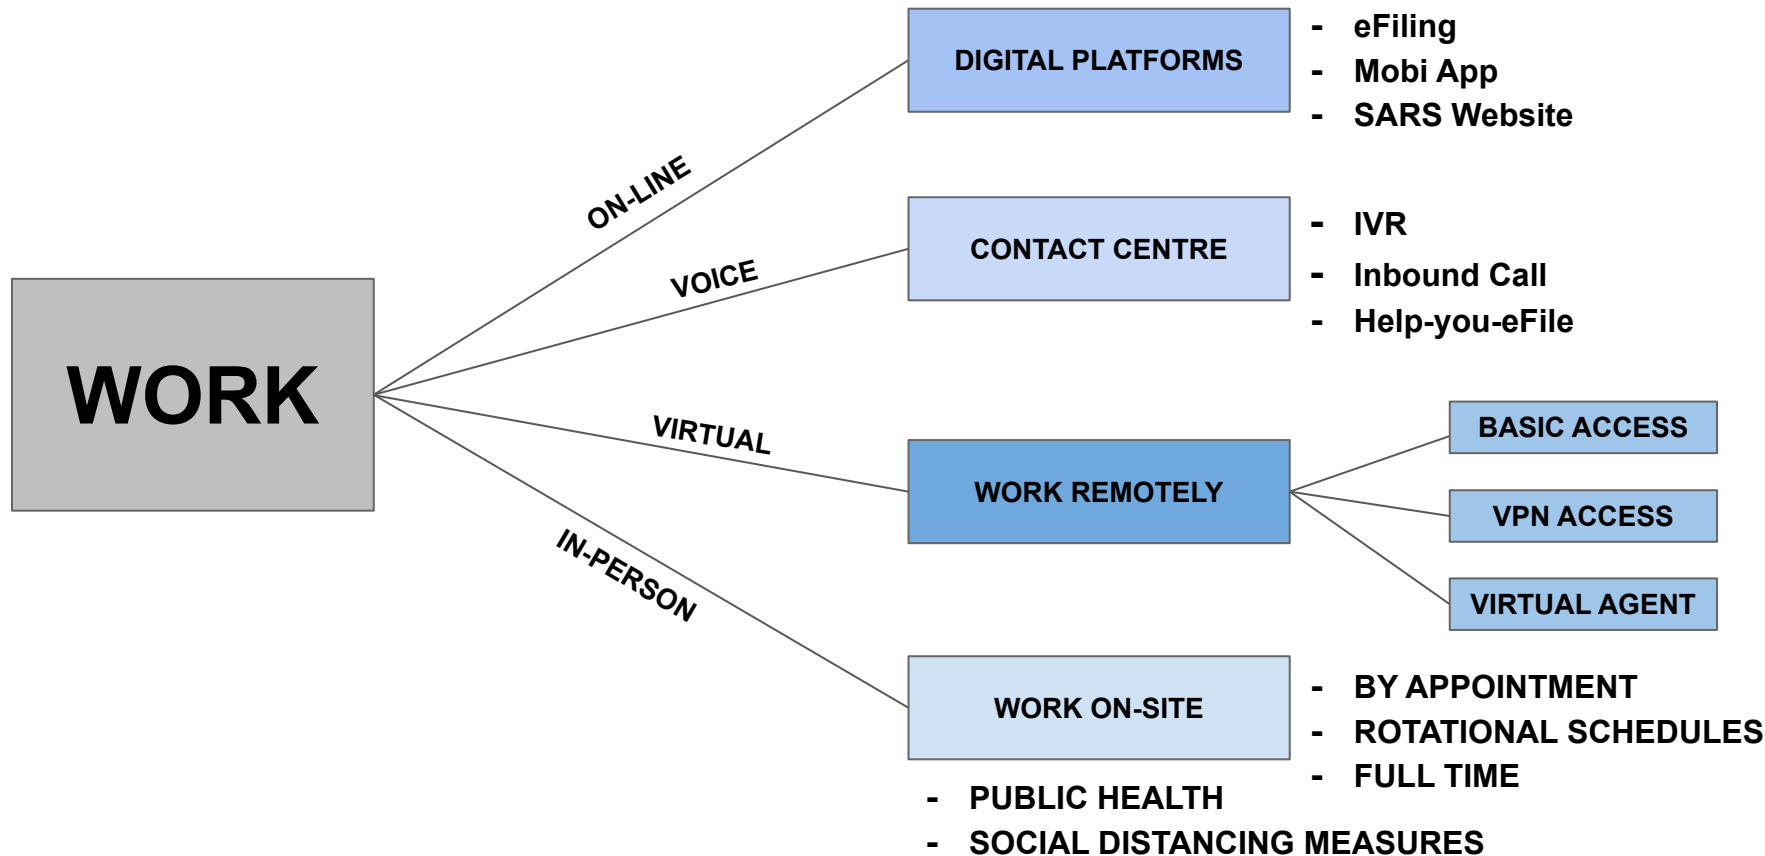 WORK
ON-LINE
DIGITAL PLATFORMS
- eFiling
- Mobi App
- SARS Website
VOICE
CONTACT CENTRE
- IVR
- Inbound Call
- Help-you-eFile
VIRTUAL
WORK REMOTELY
BASIC ACCESS
VPN ACCESS
VIRTUAL AGENT
IN-PERSON
WORK ON-SITE
- BY APPOINTMENT
- ROTATIONAL SCHEDULES
- FULL TIME
- PUBLIC HEALTH
- SOCIAL DISTANCING MEASURES